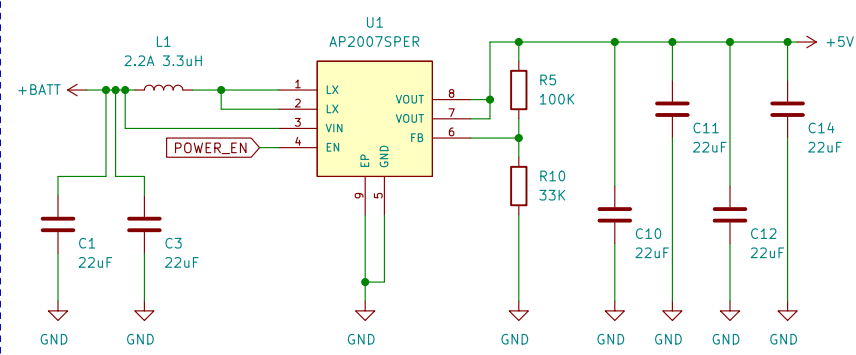 U1
AP2007SPER
L1
2.2A 3.3uH
+BATT
+5V
1
LX
2
LX
3
VIN
4
EN
POWER_EN
VOUT
8
VOUT
7
FB
6
EP
GND
9
5
R5
100K
R10
33K
C11
22uF
C14
22uF
C1
22uF
C3
22uF
C10
22uF
C12
22uF
GND
GND
GND
GND
GND
GND
GND
GND